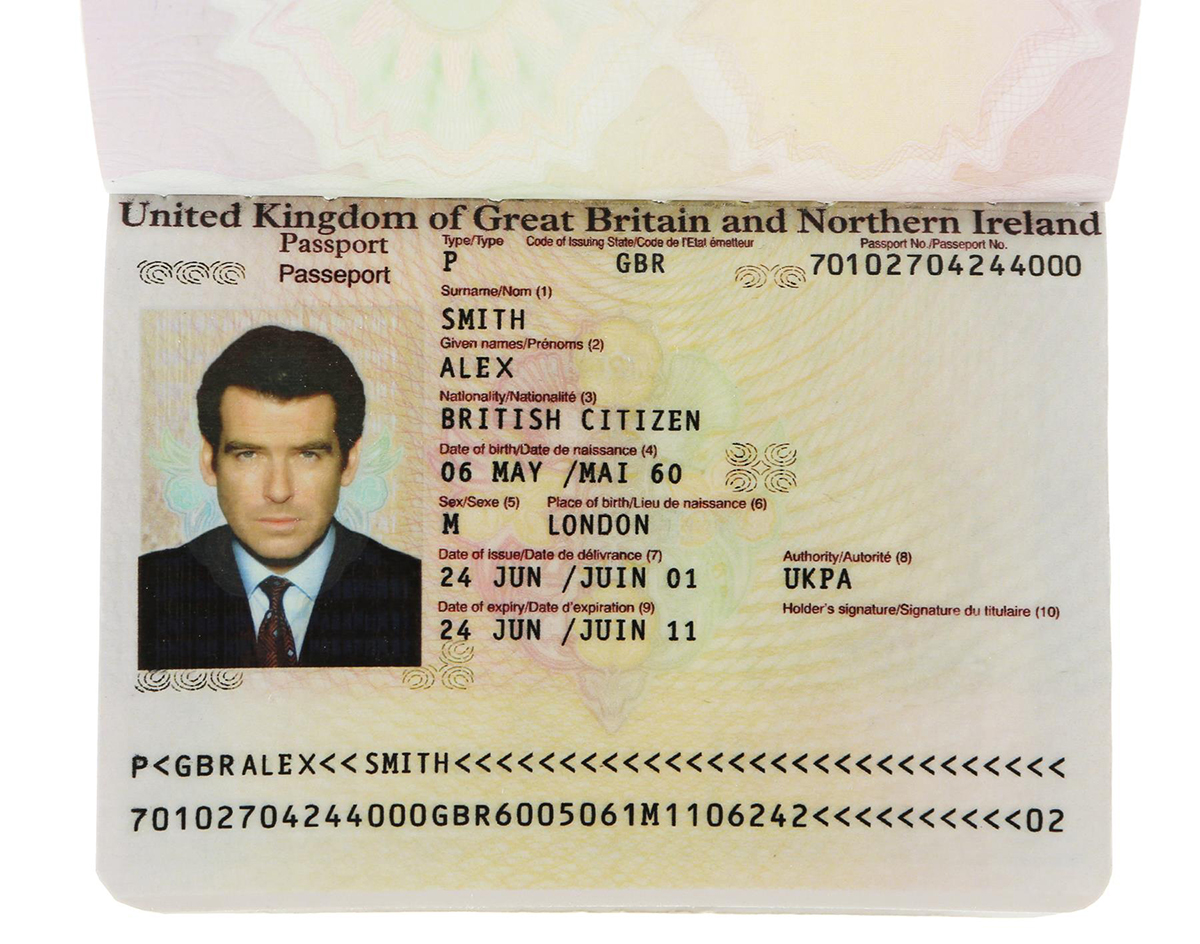 United Kingdom of Great Britain and Northern Ireland
Passport Type/Type Code of Issuing State/Code de l'Etat émetteur Passport No./Passeport No.
Passeport P GBR 70102704244000
Surname/Nom (1)
SMITH
Given names/Prénoms (2)
ALEX
Nationality/Nationalité (3)
BRITISH CITIZEN
Date of birth/Date de naissance (4)
06 MAY /MAI 60
Sex/Sexe (5) Place of birth/Lieu de naissance (6)
M LONDON
Date of issue/Date de délivrance (7) Authority/Autorité (8)
24 JUN /JUIN 01 UKPA
Date of expiry/Date d'expiration (9) Holder's signature/Signature du titulaire (10)
24 JUN /JUIN 11
P<GBRALEX<<SMITH<<<<<<<<<<<<<<<<<<<<<<<<<<<<<
70102704244000GBR6005061M1106242<<<<<<<<<<02